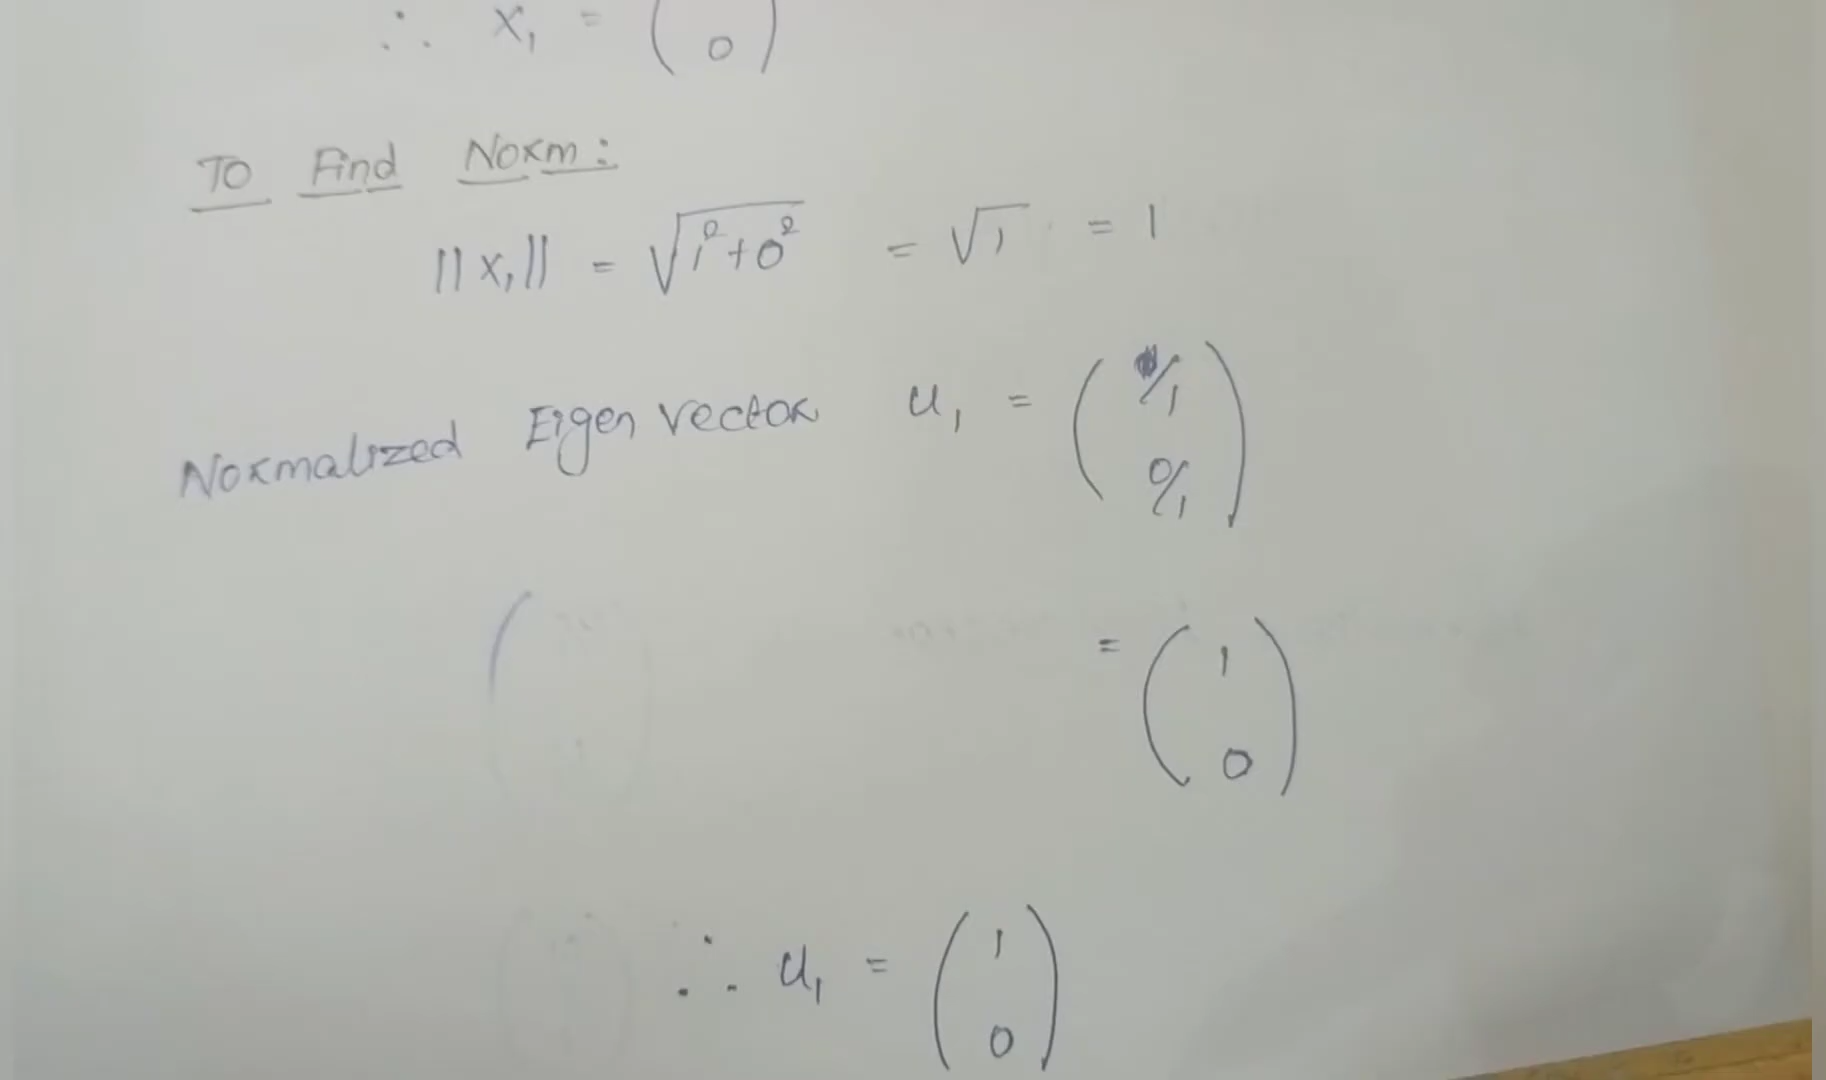 ∴ x₁ = ( 0 )
To Find Norm:
||x₁|| = √(1² + 0²) = √1 = 1
Normalized Eigen vector u₁ = ( /1 0/1 )
= ( 1 0 )
∴ u₁ = ( 1 0 )